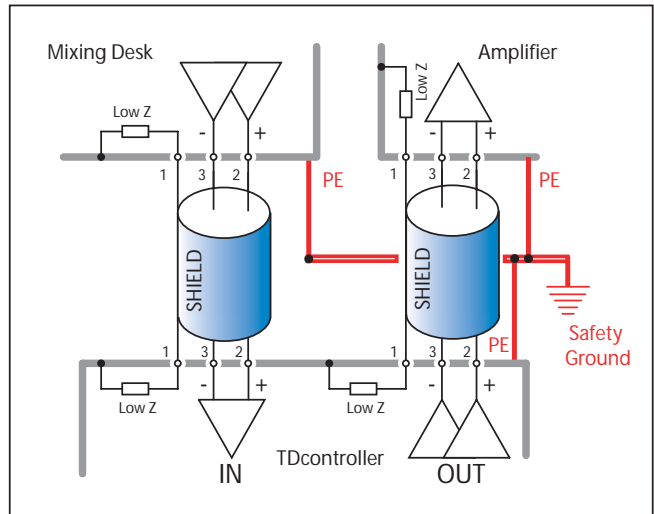 Mixing Desk
Amplifier
Low Z
Low Z
- +
- +
1 3 2
1 3 2
PE
PE
SHIELD
SHIELD
Safety
Ground
PE
1 3 2
1 3 2
- +
- +
Low Z
Low Z
TDcontroller
IN
OUT